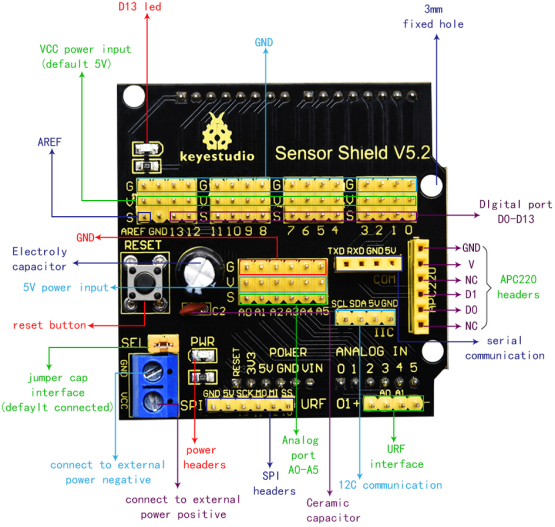 D13 led
3mm
fixed hole
VCC power input
(default 5V)
GND
AREF
keyestudio
Sensor Shield V5.2
G G G G
V V V V
S S S S
AREF GND 13 12 11 10 9 8 7 6 5 4 3 2 1 0
DIgital port
D0-D13
GND
RESET
Electroly
capacitor
5V power input
reset button
G
V
S
C2
A0 A1 A2 A3 A4 A5
TXD RXD GND 5V
COM
SCL SDA 5V GND
IIC
APC220
GND
V
NC
D1
D0
NC
APC220
headers
serial
communication
SEL
PWR
GND
VCC
jumper cap
interface
(defaylt connected)
RESET
3V3
POWER
5V GND VIN
ANALOG IN
0 1 2 3 4 5
SPI
GND 5V SCK MO MI SS
URF
01+
A0 A1
connect to external
power negative
power
headers
Analog
port
A0-A5
URF
interface
SPI
headers
12C communication
connect to external
power positive
Ceramic
capacitor